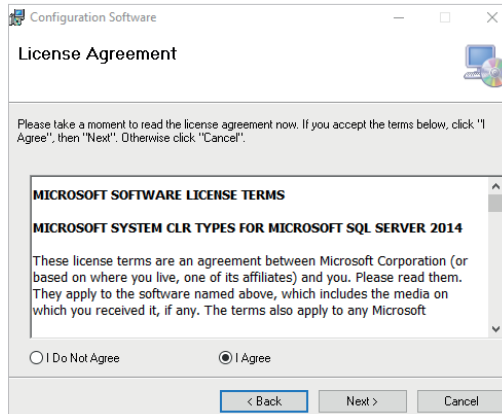 Configuration Software
License Agreement
Please take a moment to read the license agreement now. If you accept the terms below, click "I
Agree", then "Next". Otherwise click "Cancel".
MICROSOFT SOFTWARE LICENSE TERMS
MICROSOFT SYSTEM CLR TYPES FOR MICROSOFT SQL SERVER 2014
These license terms are an agreement between Microsoft Corporation (or
based on where you live, one of its affiliates) and you. Please read them.
They apply to the software named above, which includes the media on
which you received it, if any. The terms also apply to any Microsoft
I Do Not Agree I Agree
< Back Next > Cancel